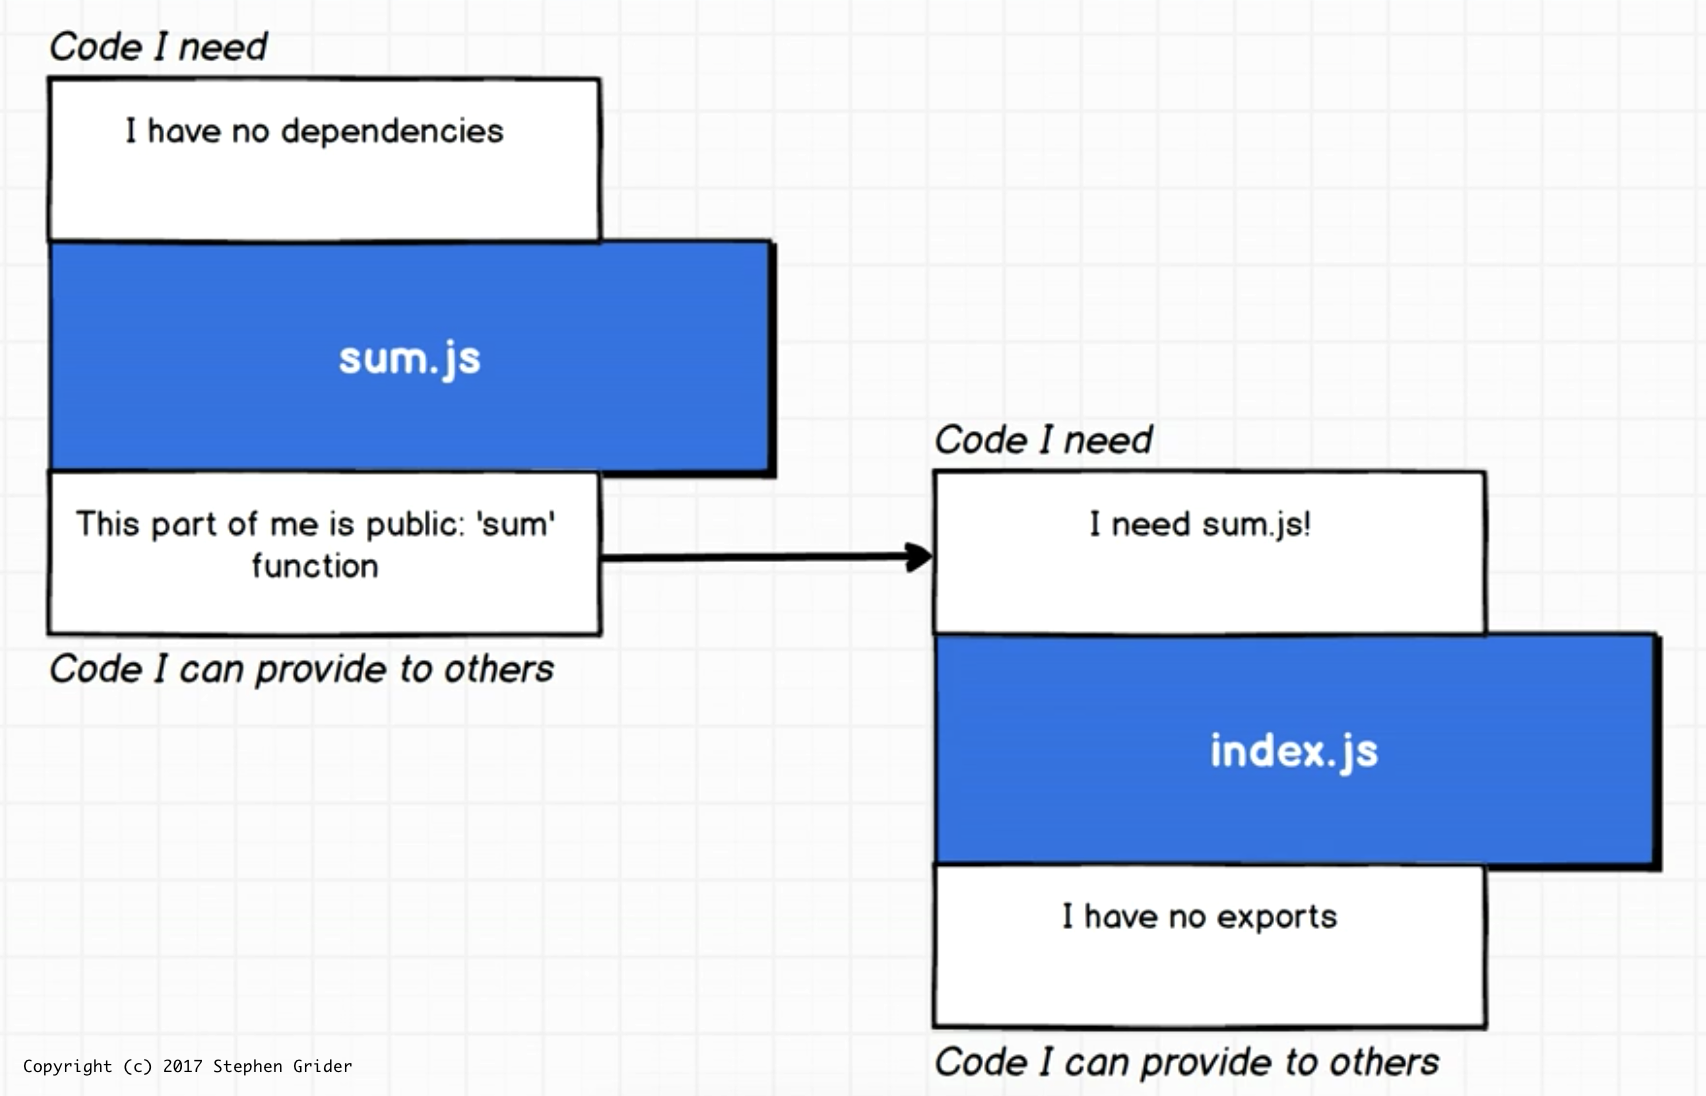 Code I need
I have no dependencies
sum.js
This part of me is public: 'sum'
function
Code I can provide to others
Code I need
I need sum.js!
index.js
I have no exports
Code I can provide to others
Copyright (c) 2017 Stephen Grider